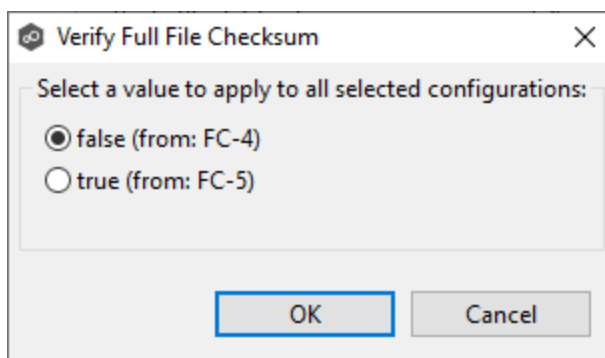 Verify Full File Checksum
Select a value to apply to all selected configurations:
false (from: FC-4)
true (from: FC-5)
OK
Cancel